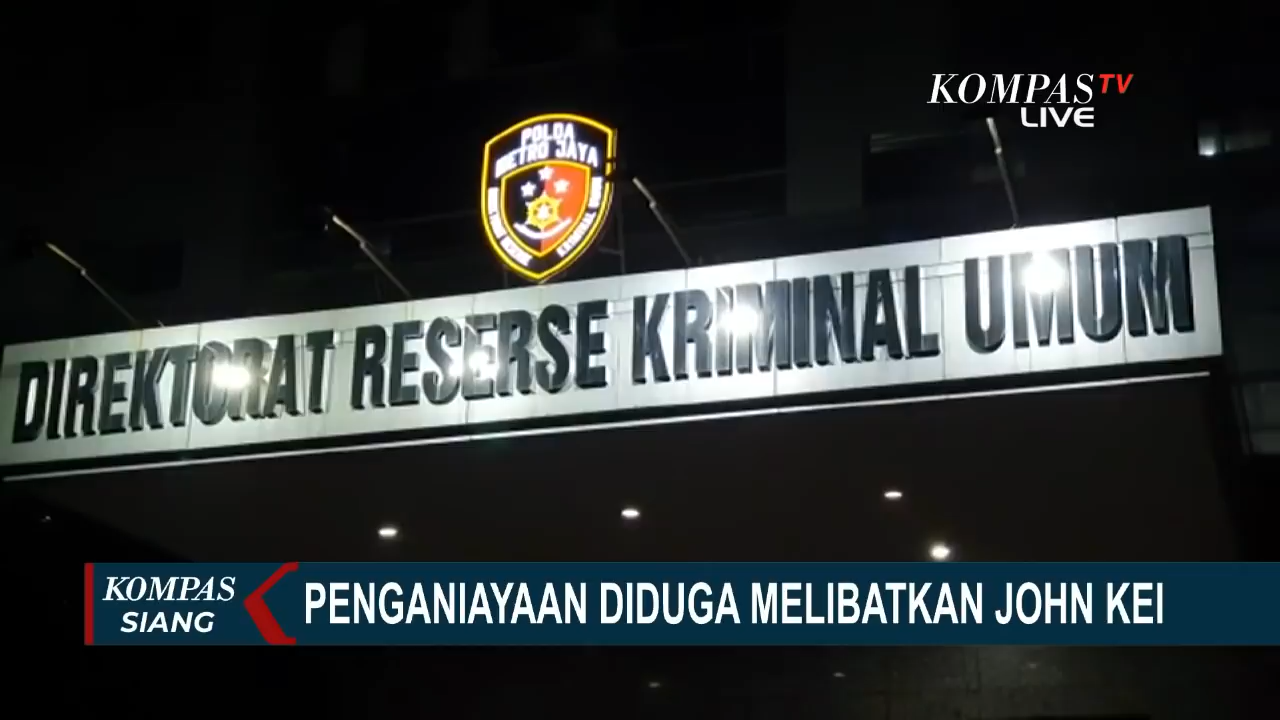 KOMPAS TV
LIVE
POLDA
METRO JAYA
DIREKTORAT RESERSE KRIMINAL UMUM
KOMPAS
SIANG
PENGANIAYAAN DIDUGA MELIBATKAN JOHN KEI